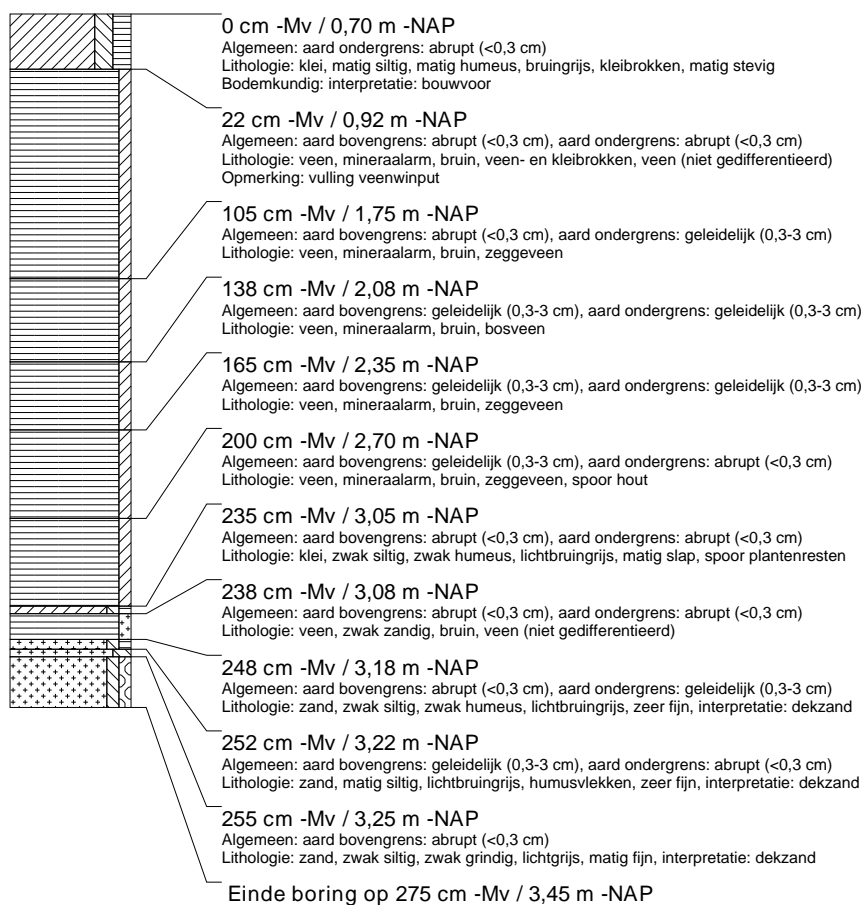 0 cm -Mv / 0,70 m -NAP
Algemeen: aard ondergrens: abrupt (<0,3 cm)
Lithologie: klei, matig siltig, matig humeus, bruingrijs, kleibrokken, matig stevig
Bodemkundig: interpretatie: bouwvoor
22 cm -Mv / 0,92 m -NAP
Algemeen: aard bovengrens: abrupt (<0,3 cm), aard ondergrens: abrupt (<0,3 cm)
Lithologie: veen, mineraalarm, bruin, veen- en kleibrokken, veen (niet gedifferentieerd)
Opmerking: vulling veenwinput
105 cm -Mv / 1,75 m -NAP
Algemeen: aard bovengrens: abrupt (<0,3 cm), aard ondergrens: geleidelijk (0,3-3 cm)
Lithologie: veen, mineraalarm, bruin, zeggeveen
138 cm -Mv / 2,08 m -NAP
Algemeen: aard bovengrens: geleidelijk (0,3-3 cm), aard ondergrens: geleidelijk (0,3-3 cm)
Lithologie: veen, mineraalarm, bruin, bosveen
165 cm -Mv / 2,35 m -NAP
Algemeen: aard bovengrens: geleidelijk (0,3-3 cm), aard ondergrens: geleidelijk (0,3-3 cm)
Lithologie: veen, mineraalarm, bruin, zeggeveen
200 cm -Mv / 2,70 m -NAP
Algemeen: aard bovengrens: geleidelijk (0,3-3 cm), aard ondergrens: abrupt (<0,3 cm)
Lithologie: veen, mineraalarm, bruin, zeggeveen, spoor hout
235 cm -Mv / 3,05 m -NAP
Algemeen: aard bovengrens: abrupt (<0,3 cm), aard ondergrens: abrupt (<0,3 cm)
Lithologie: klei, zwak siltig, zwak humeus, lichtbruingrijs, matig slap, spoor plantenresten
238 cm -Mv / 3,08 m -NAP
Algemeen: aard bovengrens: abrupt (<0,3 cm), aard ondergrens: abrupt (<0,3 cm)
Lithologie: veen, zwak zandig, bruin, veen (niet gedifferentieerd)
248 cm -Mv / 3,18 m -NAP
Algemeen: aard bovengrens: abrupt (<0,3 cm), aard ondergrens: geleidelijk (0,3-3 cm)
Lithologie: zand, zwak siltig, zwak humeus, lichtbruingrijs, zeer fijn, interpretatie: dekzand
252 cm -Mv / 3,22 m -NAP
Algemeen: aard bovengrens: geleidelijk (0,3-3 cm), aard ondergrens: abrupt (<0,3 cm)
Lithologie: zand, matig siltig, lichtbruingrijs, humusvlekken, zeer fijn, interpretatie: dekzand
255 cm -Mv / 3,25 m -NAP
Algemeen: aard bovengrens: abrupt (<0,3 cm)
Lithologie: zand, zwak siltig, zwak grindig, lichtgrijs, matig fijn, interpretatie: dekzand
Einde boring op 275 cm -Mv / 3,45 m -NAP